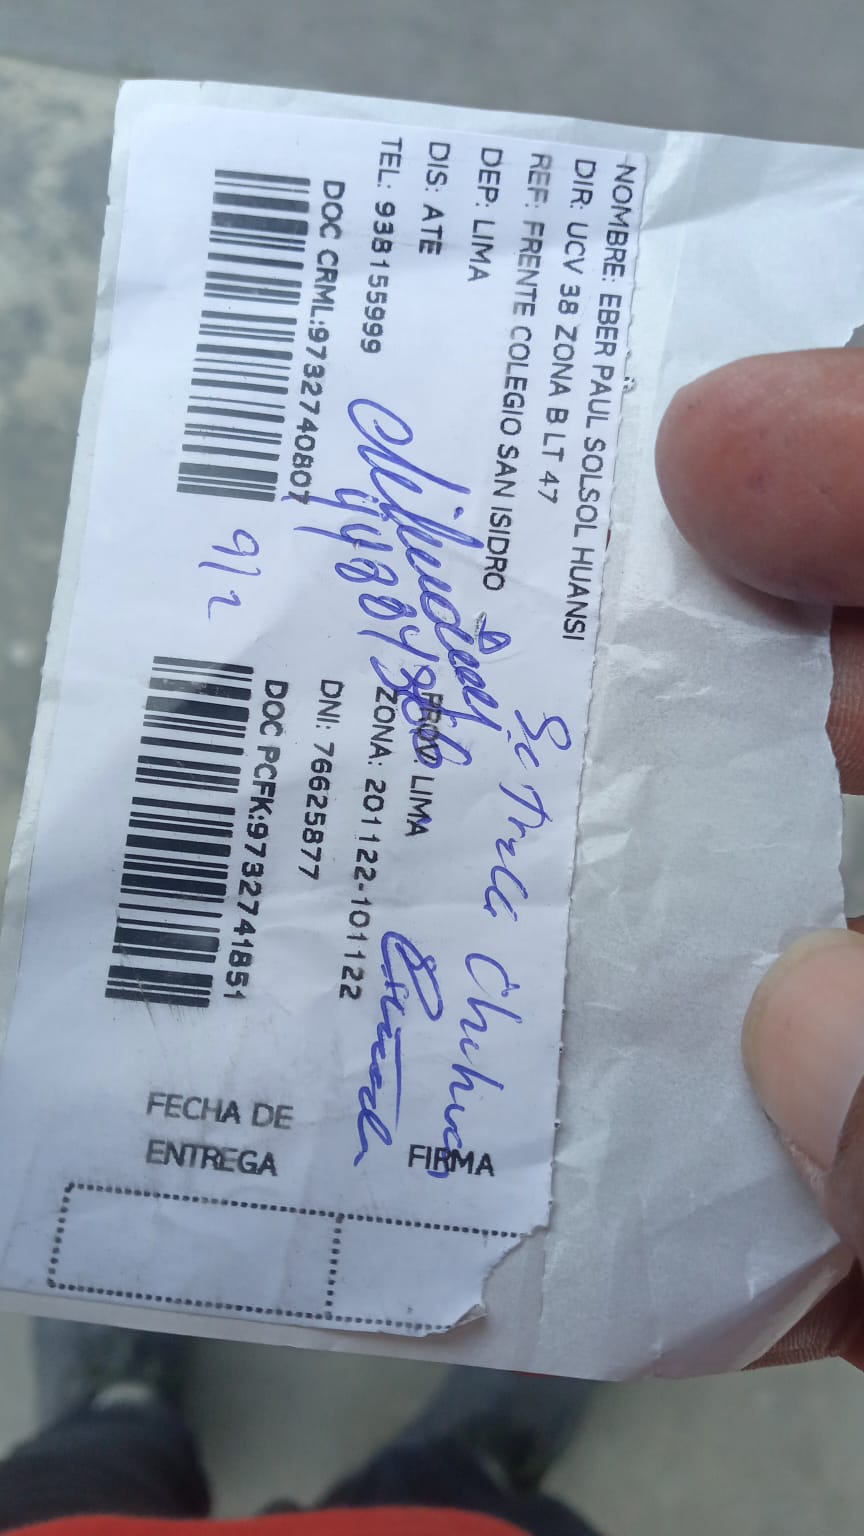 NOMBRE: EBER PAUL SOLSOL HUANSI
DIR: UCV 38 ZONA B LT 47
REF: FRENTE COLEGIO SAN ISIDRO
DEP: LIMA
PROV: LIMA
DIS: ATE
ZONA: 201122-101122
TEL: 938155999
DNI: 76625877
DOC CRML:9732740807
DOC PCFK:9732741851
9/2
FIRMA
FECHA DE
ENTREGA